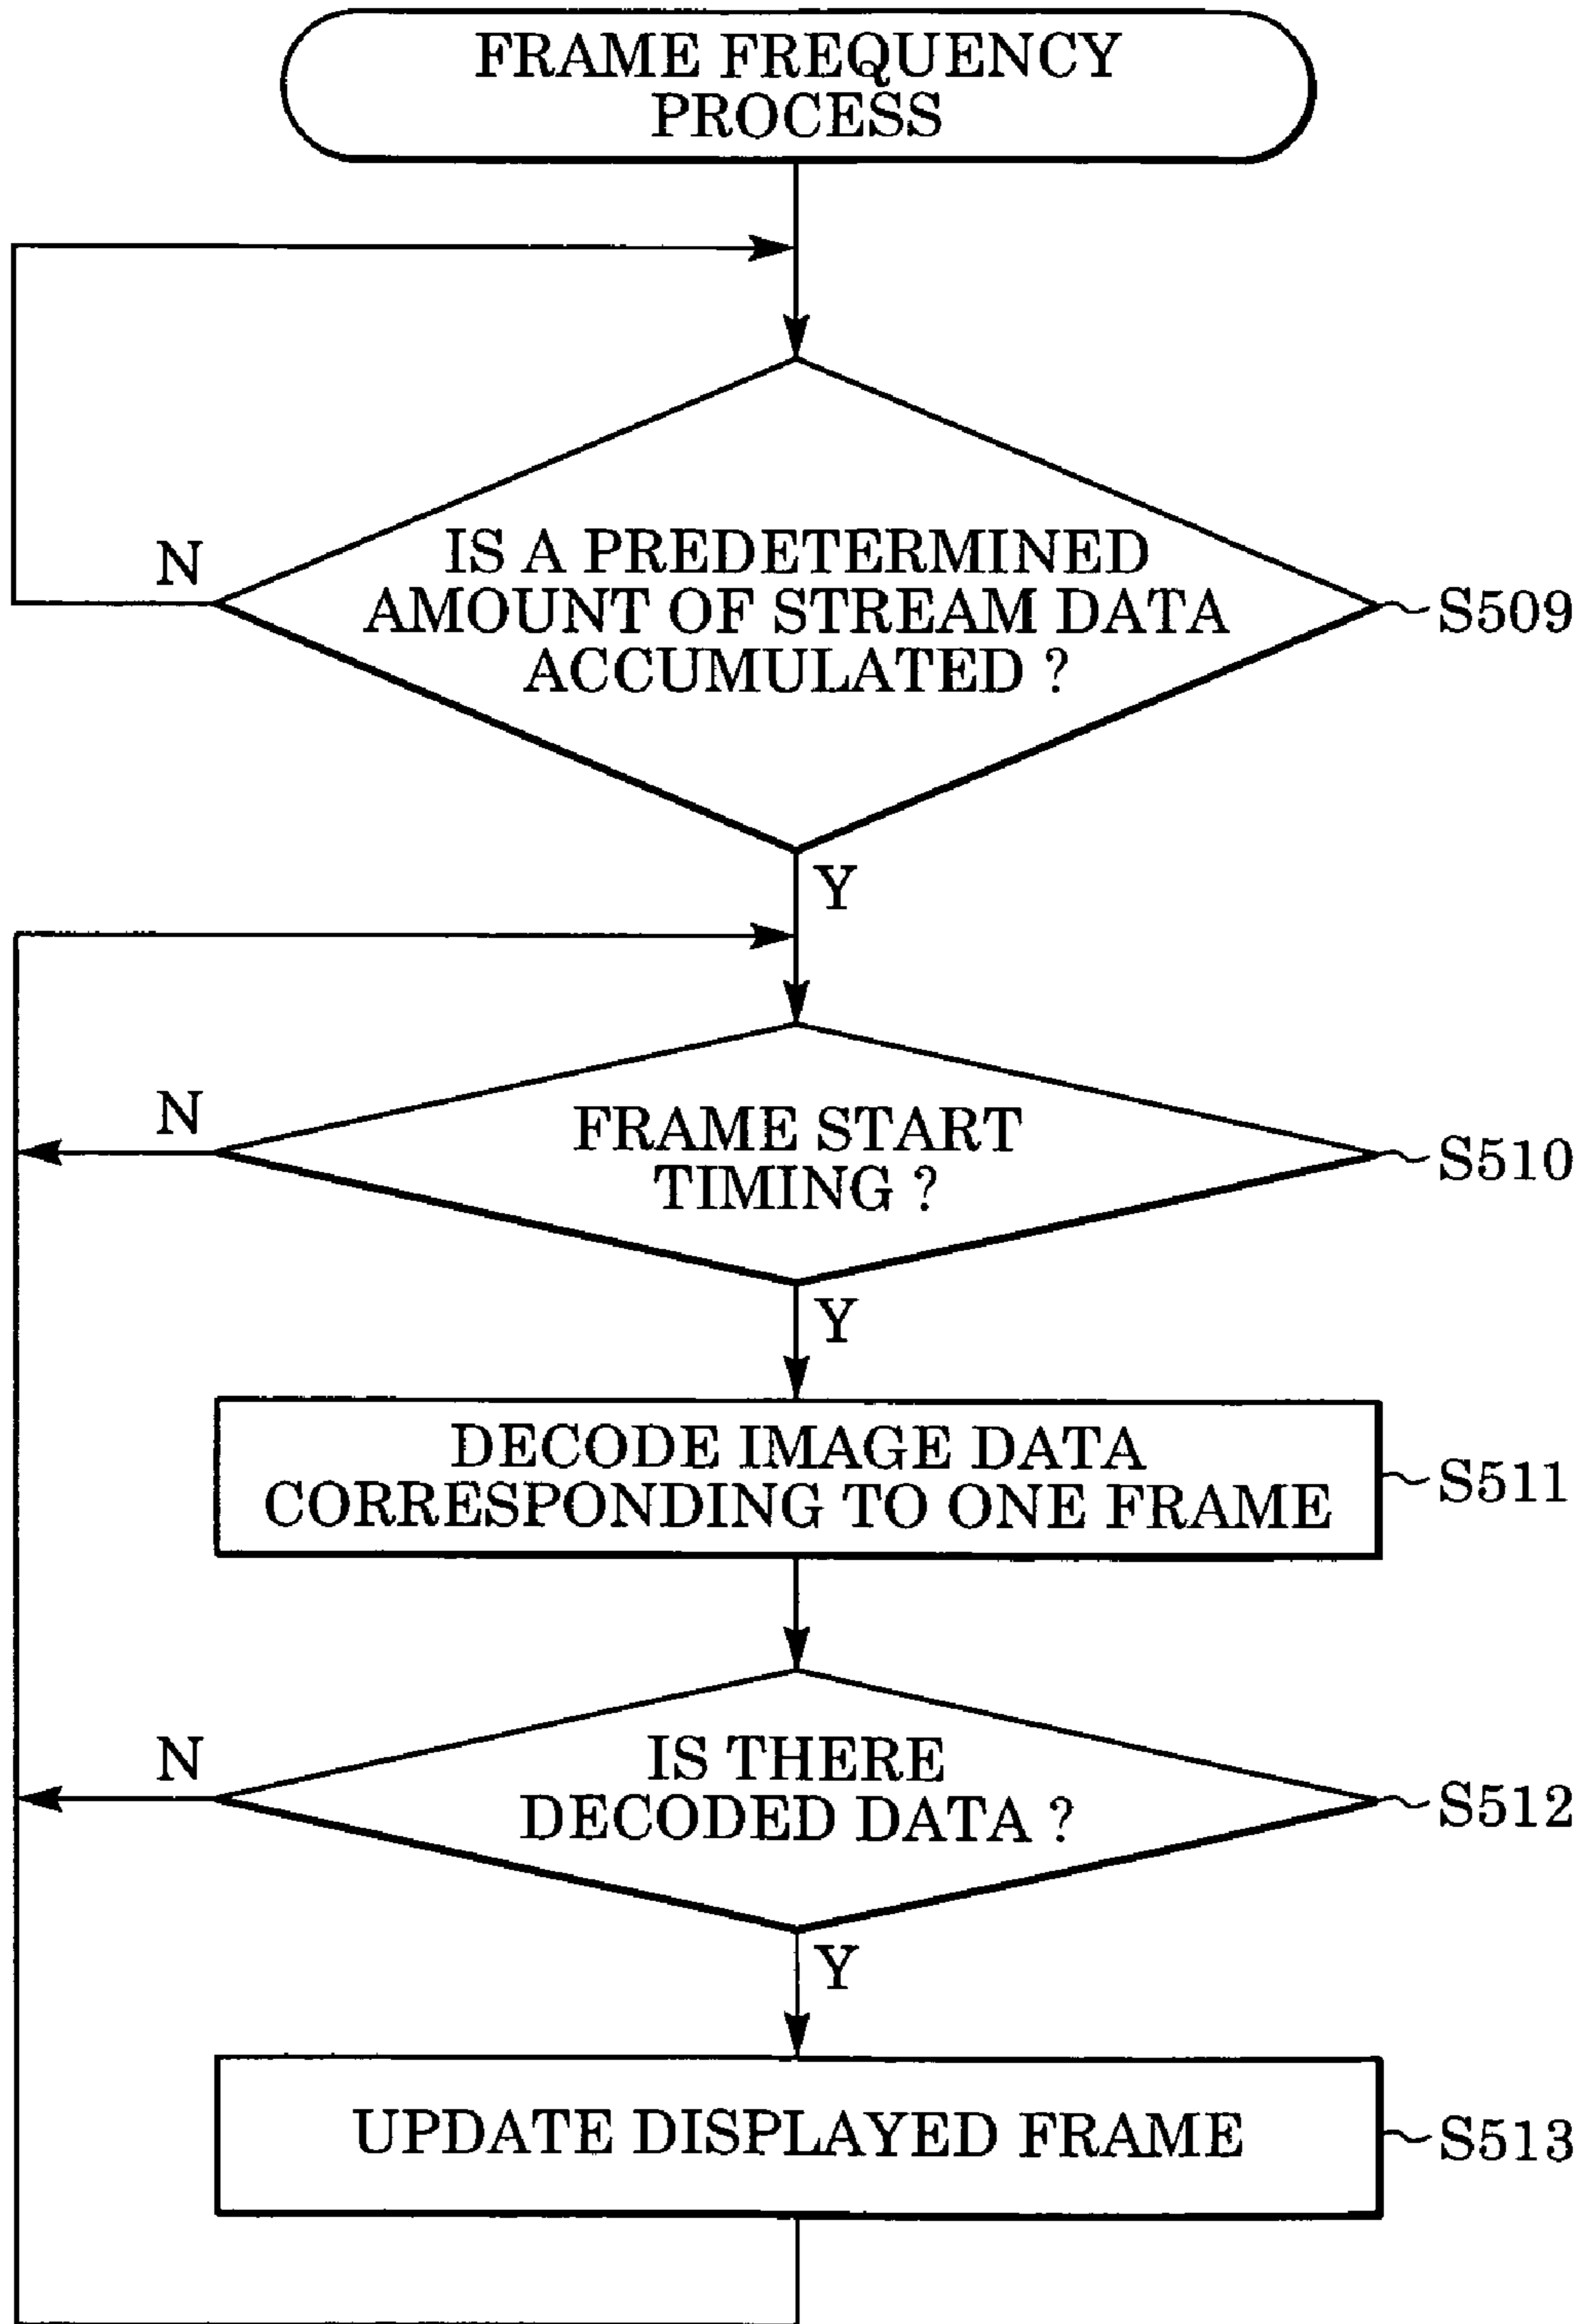 FRAME FREQUENCY
PROCESS
IS A PREDETERMINED
AMOUNT OF STREAM DATA
ACCUMULATED ?
N
S509
Y
FRAME START
TIMING ?
N
S510
Y
DECODE IMAGE DATA
CORRESPONDING TO ONE FRAME
S511
IS THERE
DECODED DATA ?
N
S512
Y
UPDATE DISPLAYED FRAME
S513